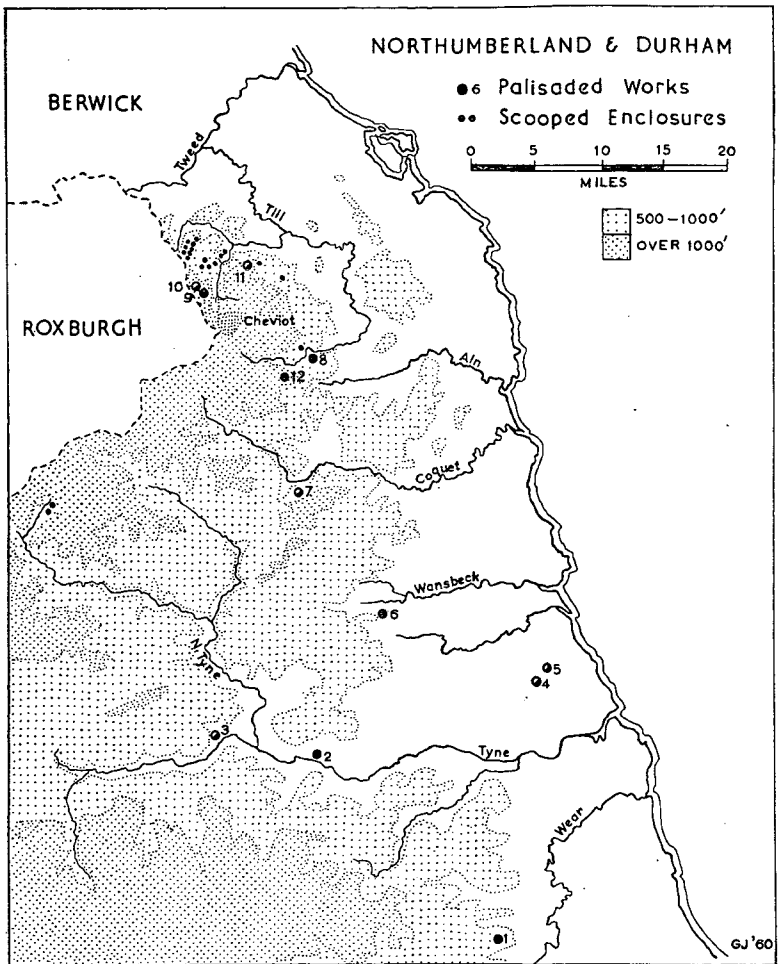 NORTHUMBERLAND & DURHAM
6 Palisaded Works
Scooped Enclosures
0 5 10 15 20
MILES
500–1000'
OVER 1000'
BERWICK
Tweed
Till
11
10
9
ROXBURGH
Cheviot
8
12
Aln
Coquet
7
Wansbeck
6
N. Tyne
5
4
3
2
Tyne
Wear
1
GJ '60